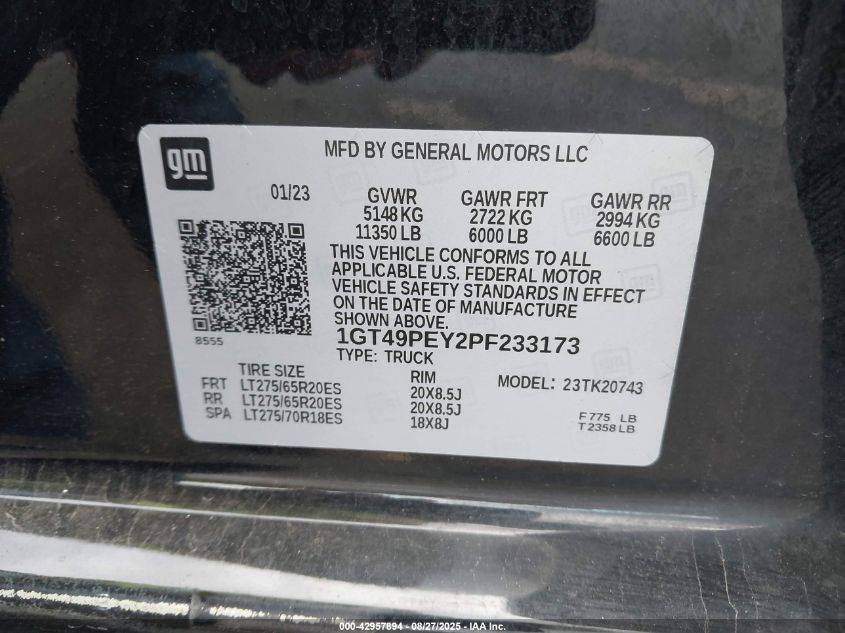 gm
MFD BY GENERAL MOTORS LLC
01/23
GVWR
5148 KG
11350 LB
GAWR FRT
2722 KG
6000 LB
GAWR RR
2994 KG
6600 LB
THIS VEHICLE CONFORMS TO ALL
APPLICABLE U.S. FEDERAL MOTOR
VEHICLE SAFETY STANDARDS IN EFFECT
ON THE DATE OF MANUFACTURE
SHOWN ABOVE.
8555
1GT49PEY2PF233173
TYPE: TRUCK
TIRE SIZE RIM MODEL: 23TK20743
FRT LT275/65R20ES 20X8.5J
RR LT275/65R20ES 20X8.5J
SPA LT275/70R18ES 18X8J
F 775 LB
T 2358 LB
000-42957894 - 08/27/2025 - IAA Inc.